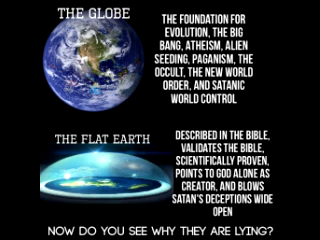 THE GLOBE
THE FOUNDATION FOR
EVOLUTION, THE BIG
BANG, ATHEISM, ALIEN
SEEDING, PAGANISM, THE
OCCULT, THE NEW WORLD
ORDER, AND SATANIC
WORLD CONTROL
THE FLAT EARTH
DESCRIBED IN THE BIBLE,
VALIDATES THE BIBLE,
SCIENTIFICALLY PROVEN,
POINTS TO GOD ALONE AS
CREATOR, AND BLOWS
SATAN'S DECEPTIONS WIDE
OPEN
NOW DO YOU SEE WHY THEY ARE LYING?